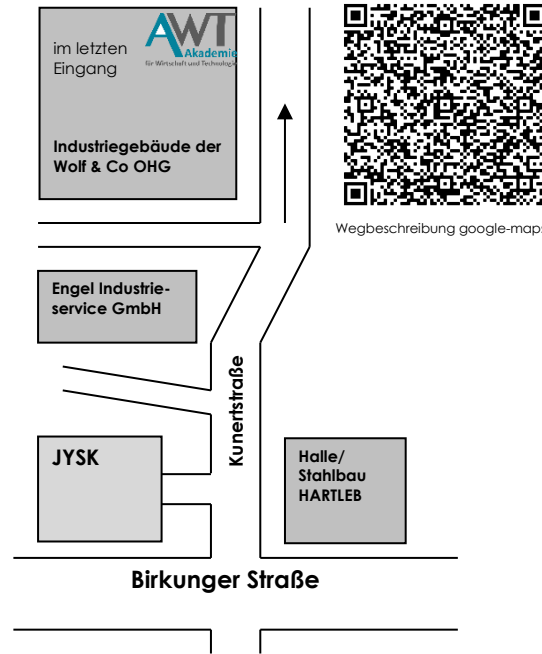 im letzten
Eingang
AWT
Akademie
für Wirtschaft und Technologie
Industriegebäude der
Wolf & Co OHG
Wegbeschreibung google-maps
Engel Industrie-
service GmbH
Kunertstraße
JYSK
Halle/
Stahlbau
HARTLEB
Birkunger Straße